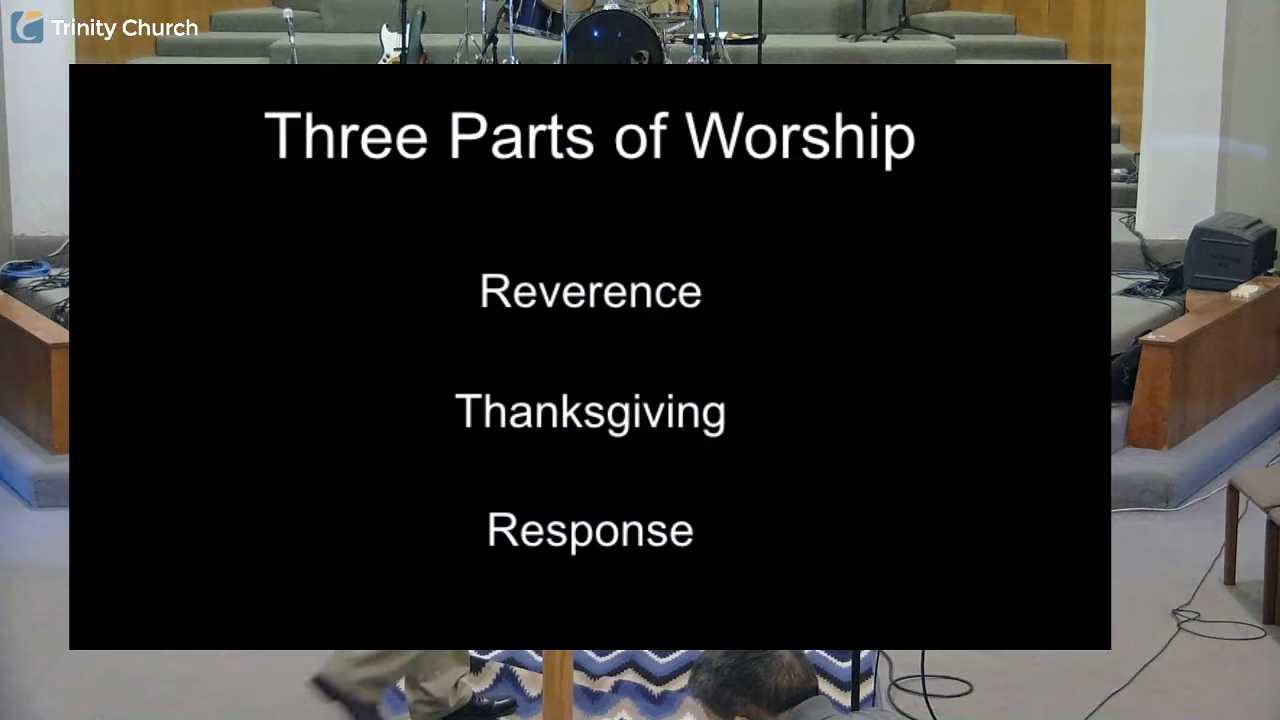 Trinity Church
Three Parts of Worship
Reverence
Thanksgiving
Response